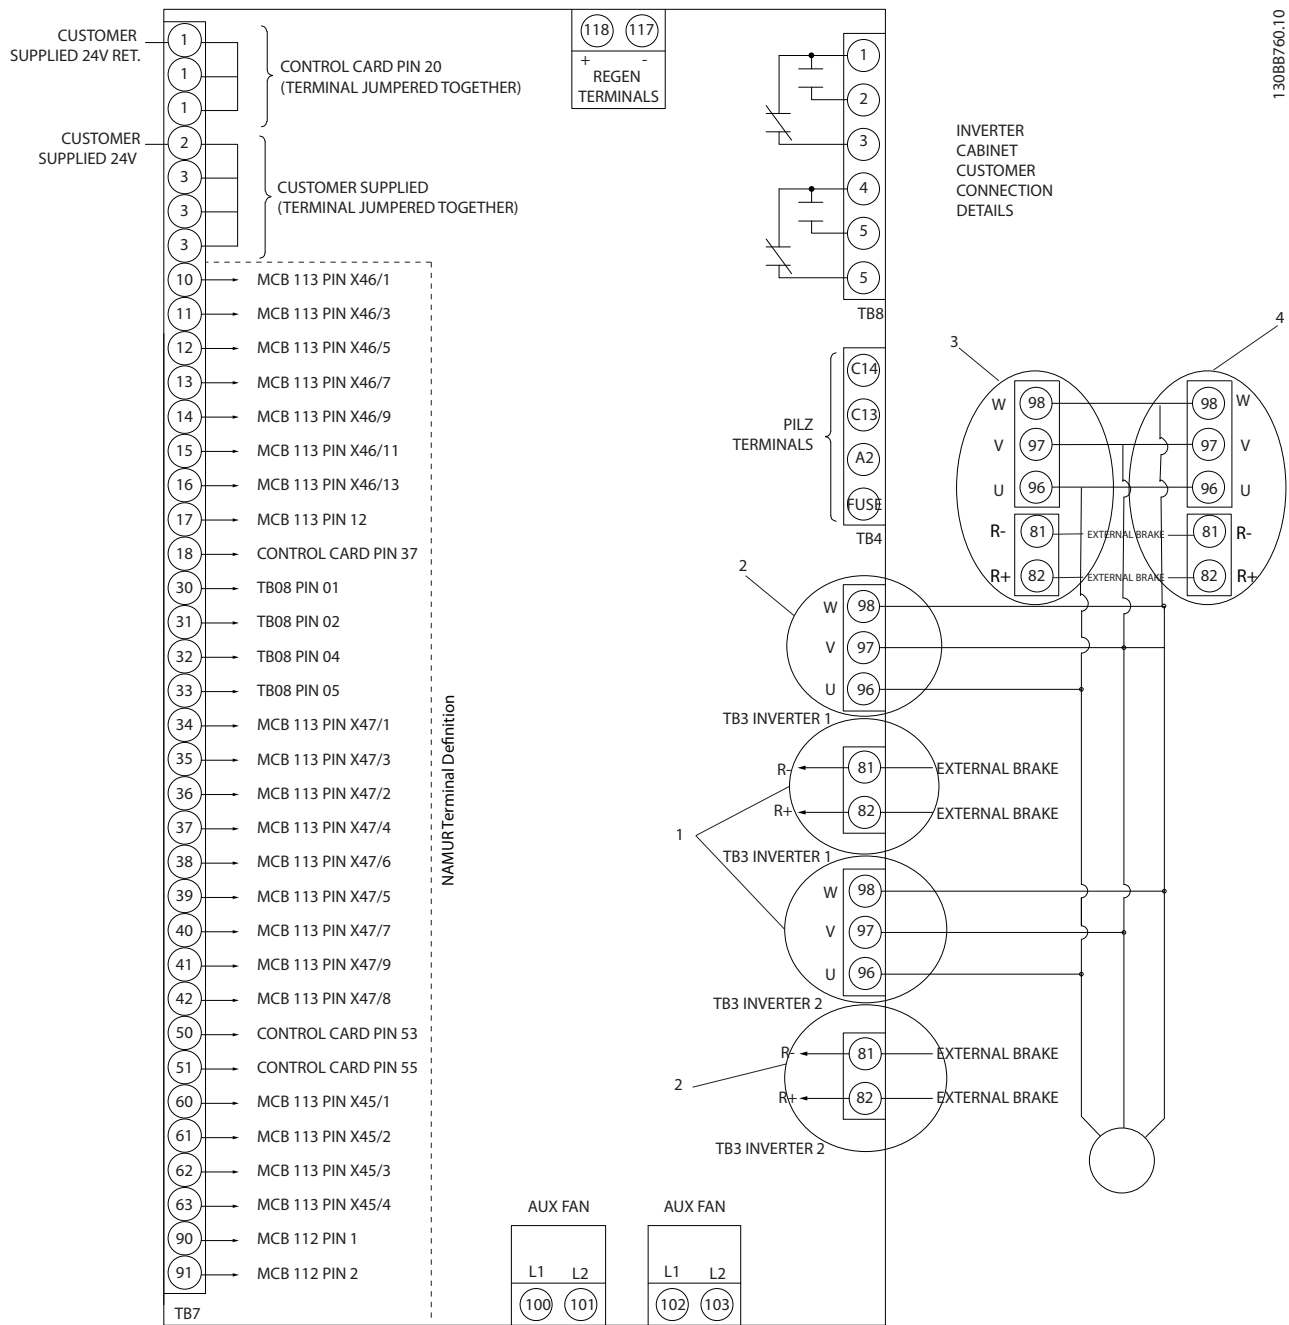 130BB760.10
CUSTOMER
SUPPLIED 24V RET.
1
1
1
CONTROL CARD PIN 20
(TERMINAL JUMPERED TOGETHER)
CUSTOMER
SUPPLIED 24V
2
3
3
3
CUSTOMER SUPPLIED
(TERMINAL JUMPERED TOGETHER)
10 MCB 113 PIN X46/1
11 MCB 113 PIN X46/3
12 MCB 113 PIN X46/5
13 MCB 113 PIN X46/7
14 MCB 113 PIN X46/9
15 MCB 113 PIN X46/11
16 MCB 113 PIN X46/13
17 MCB 113 PIN 12
18 CONTROL CARD PIN 37
30 TB08 PIN 01
31 TB08 PIN 02
32 TB08 PIN 04
33 TB08 PIN 05
34 MCB 113 PIN X47/1
35 MCB 113 PIN X47/3
36 MCB 113 PIN X47/2
37 MCB 113 PIN X47/4
38 MCB 113 PIN X47/6
39 MCB 113 PIN X47/5
40 MCB 113 PIN X47/7
41 MCB 113 PIN X47/9
42 MCB 113 PIN X47/8
50 CONTROL CARD PIN 53
51 CONTROL CARD PIN 55
60 MCB 113 PIN X45/1
61 MCB 113 PIN X45/2
62 MCB 113 PIN X45/3
63 MCB 113 PIN X45/4
90 MCB 112 PIN 1
91 MCB 112 PIN 2
TB7
NAMUR Terminal Definition
118 117
+ -
REGEN
TERMINALS
1
2
3
4
5
5
TB8
INVERTER
CABINET
CUSTOMER
CONNECTION
DETAILS
PILZ
TERMINALS
C14
C13
A2
FUSE
TB4
3
4
W 98 98 W
V 97 97 V
U 96 96 U
R- 81 EXTERNAL BRAKE 81 R-
R+ 82 EXTERNAL BRAKE 82 R+
2
W 98
V 97
U 96
TB3 INVERTER 1
R- 81 EXTERNAL BRAKE
R+ 82 EXTERNAL BRAKE
1
TB3 INVERTER 1
W 98
V 97
U 96
TB3 INVERTER 2
R- 81 EXTERNAL BRAKE
2
R+ 82 EXTERNAL BRAKE
TB3 INVERTER 2
AUX FAN
L1 L2
100 101
AUX FAN
L1 L2
102 103